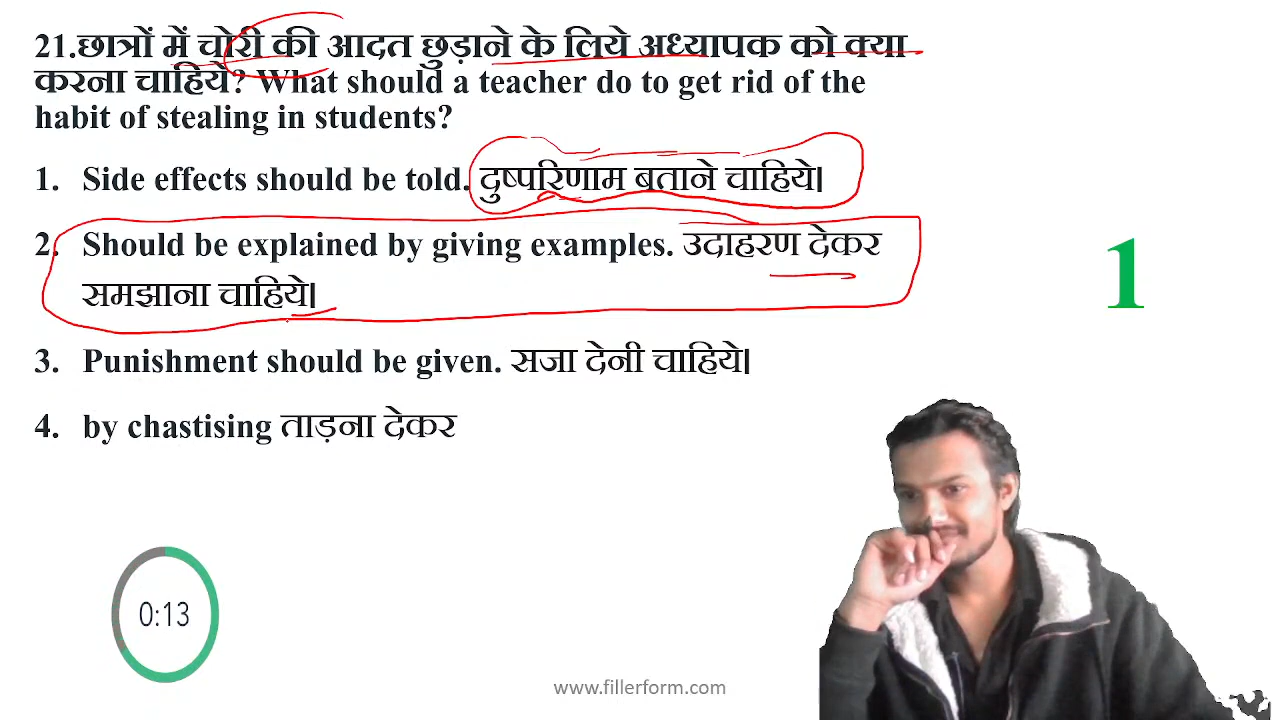 21.छात्रों में चोरी की आदत छुड़ाने के लिये अध्यापक को क्या
करना चाहिये? What should a teacher do to get rid of the
habit of stealing in students?
1. Side effects should be told. दुष्परिणाम बताने चाहिये।
2. Should be explained by giving examples. उदाहरण देकर
समझाना चाहिये।
1
3. Punishment should be given. सजा देनी चाहिये।
4. by chastising ताड़ना देकर
0:13
www.fillerform.com